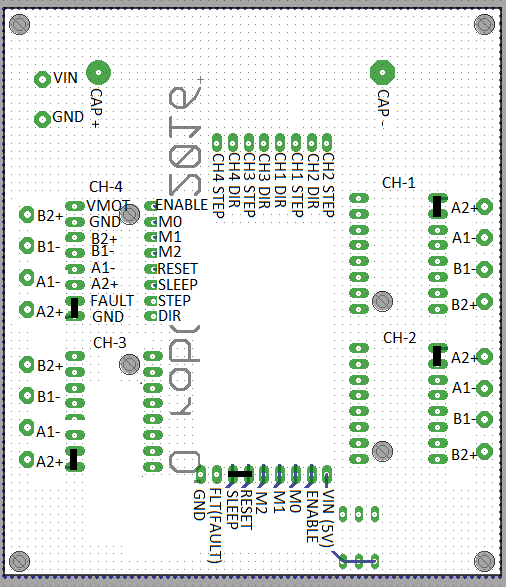 VIN
GND
CAP +
CAP -
CH4 STEP
CH4 DIR
CH3 STEP
CH3 DIR
CH1 DIR
CH1 STEP
CH2 DIR
CH2 STEP
CH-4
B2+
B1-
A1-
A2+
VMOT
GND
B2+
B1-
A1-
A2+
FAULT
GND
ENABLE
M0
M1
M2
RESET
SLEEP
STEP
DIR
CH-1
A2+
A1-
B1-
B2+
CH-3
B2+
B1-
A1-
A2+
CH-2
A2+
A1-
B1-
B2+
GND
FLT(FAULT)
SLEEP
RESET
M2
M1
M0
ENABLE
VIN (5V)